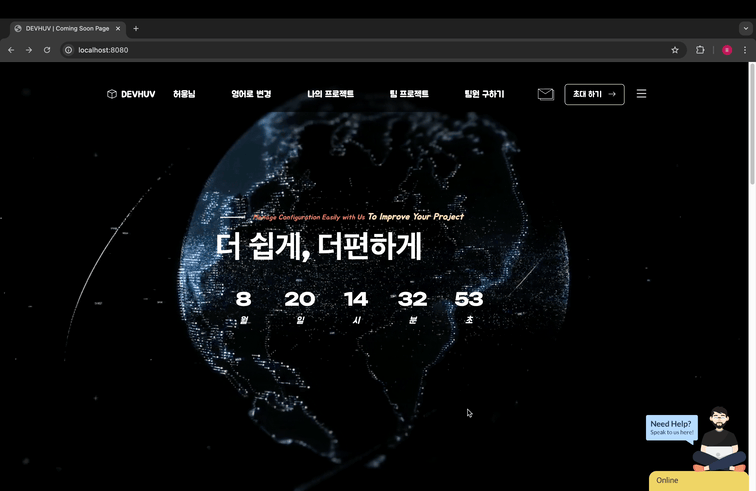 DEVHUV | Coming Soon Page
localhost:8080
DEVHUV
허웅님
영어로 변경
나의 프로젝트
팀 프로젝트
팀원 구하기
초대 하기 →
Manage Configuration Easily with Us To Improve Your Project
더 쉽게, 더편하게
8 20 14 32 53
월 일 시 분 초
Need Help?
Speak to us here!
Online